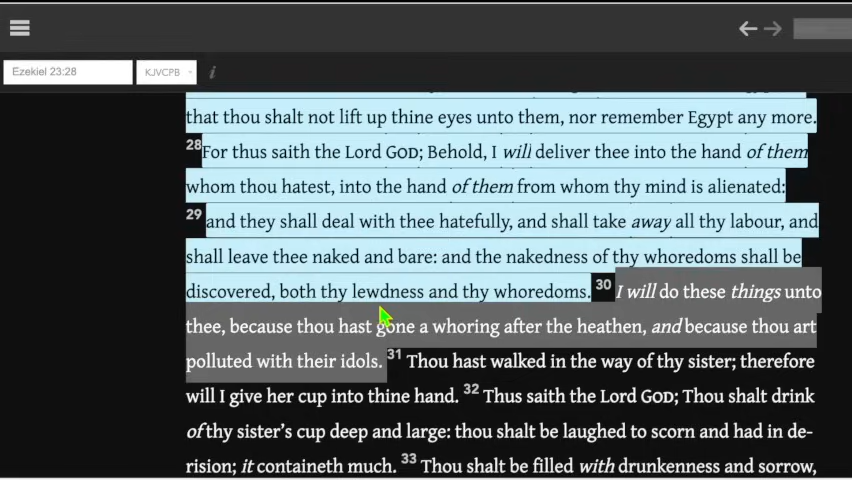 Ezekiel 23:28
KJVCPB
i
that thou shalt not lift up thine eyes unto them, nor remember Egypt any more.
28 For thus saith the Lord GOD; Behold, I will deliver thee into the hand of them
whom thou hatest, into the hand of them from whom thy mind is alienated:
29 and they shall deal with thee hatefully, and shall take away all thy labour, and
shall leave thee naked and bare: and the nakedness of thy whoredoms shall be
discovered, both thy lewdness and thy whoredoms. 30 I will do these things unto
thee, because thou hast gone a whoring after the heathen, and because thou art
polluted with their idols. 31 Thou hast walked in the way of thy sister; therefore
will I give her cup into thine hand. 32 Thus saith the Lord GOD; Thou shalt drink
of thy sister’s cup deep and large: thou shalt be laughed to scorn and had in de-
rision; it containeth much. 33 Thou shalt be filled with drunkenness and sorrow,